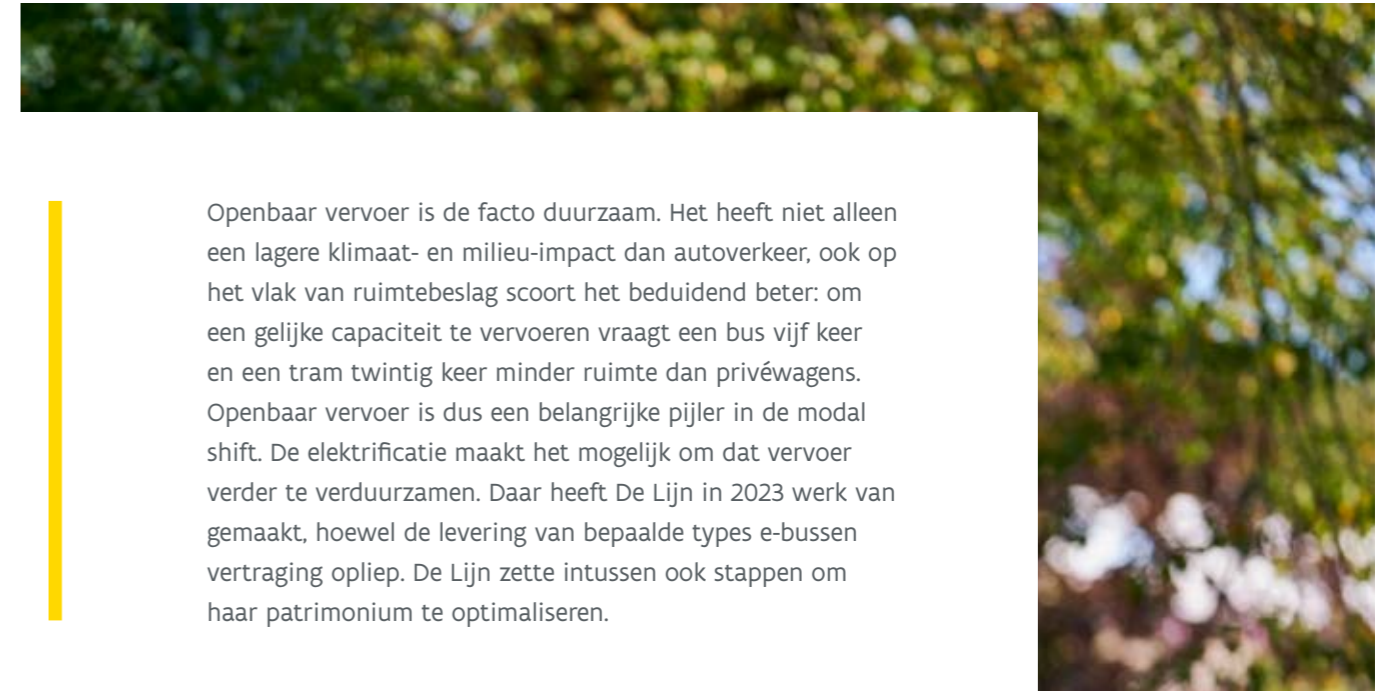 Openbaar vervoer is de facto duurzaam. Het heeft niet alleen
een lagere klimaat- en milieu-impact dan autoverkeer, ook op
het vlak van ruimtebeslag scoort het beduidend beter: om
een gelijke capaciteit te vervoeren vraagt een bus vijf keer
en een tram twintig keer minder ruimte dan privéwagens.
Openbaar vervoer is dus een belangrijke pijler in de modal
shift. De elektrificatie maakt het mogelijk om dat vervoer
verder te verduurzamen. Daar heeft De Lijn in 2023 werk van
gemaakt, hoewel de levering van bepaalde types e-bussen
vertraging opliep. De Lijn zette intussen ook stappen om
haar patrimonium te optimaliseren.